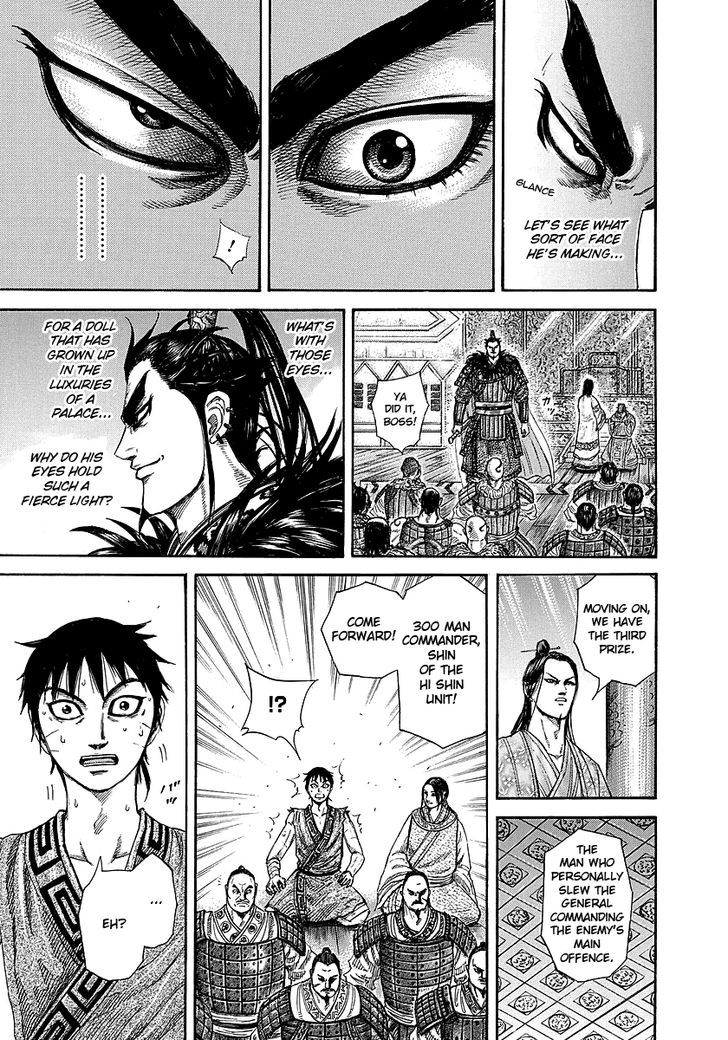 GLANCE
LET'S SEE WHAT
SORT OF FACE
HE'S MAKING...
!
YA
DID IT,
BOSS!
WHAT'S
WITH
THOSE
EYES...
FOR A DOLL
THAT HAS
GROWN UP
IN THE
LUXURIES
OF A
PALACE...
WHY DO HIS
EYES HOLD
SUCH A
FIERCE LIGHT?
MOVING ON,
WE HAVE
THE THIRD
PRIZE.
THE
MAN WHO
PERSONALLY
SLEW THE
GENERAL
COMMANDING
THE ENEMY'S
MAIN
OFFENCE.
300 MAN
COMMANDER,
SHIN
OF THE
HI SHIN
UNIT!
COME
FORWARD!
!?
EH?